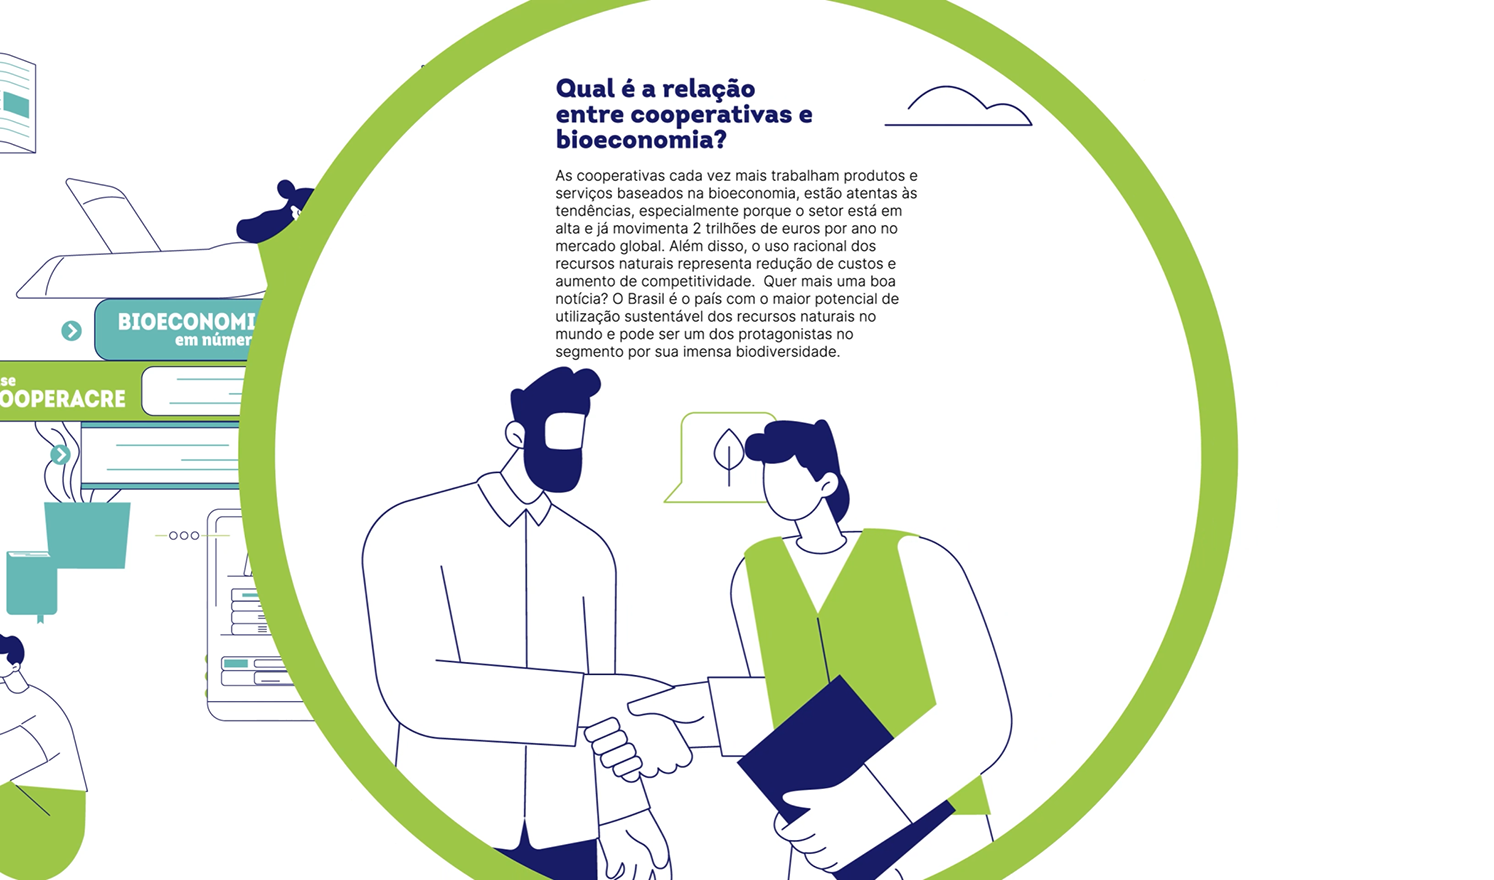 Qual é a relação
entre cooperativas e
bioeconomia?
As cooperativas cada vez mais trabalham produtos e
serviços baseados na bioeconomia, estão atentas às
tendências, especialmente porque o setor está em
alta e já movimenta 2 trilhões de euros por ano no
mercado global. Além disso, o uso racional dos
recursos naturais representa redução de custos e
aumento de competitividade.  Quer mais uma boa
notícia? O Brasil é o país com o maior potencial de
utilização sustentável dos recursos naturais no
mundo e pode ser um dos protagonistas no
segmento por sua imensa biodiversidade.
BIOECONOMI
em númer
se
OOPERACRE